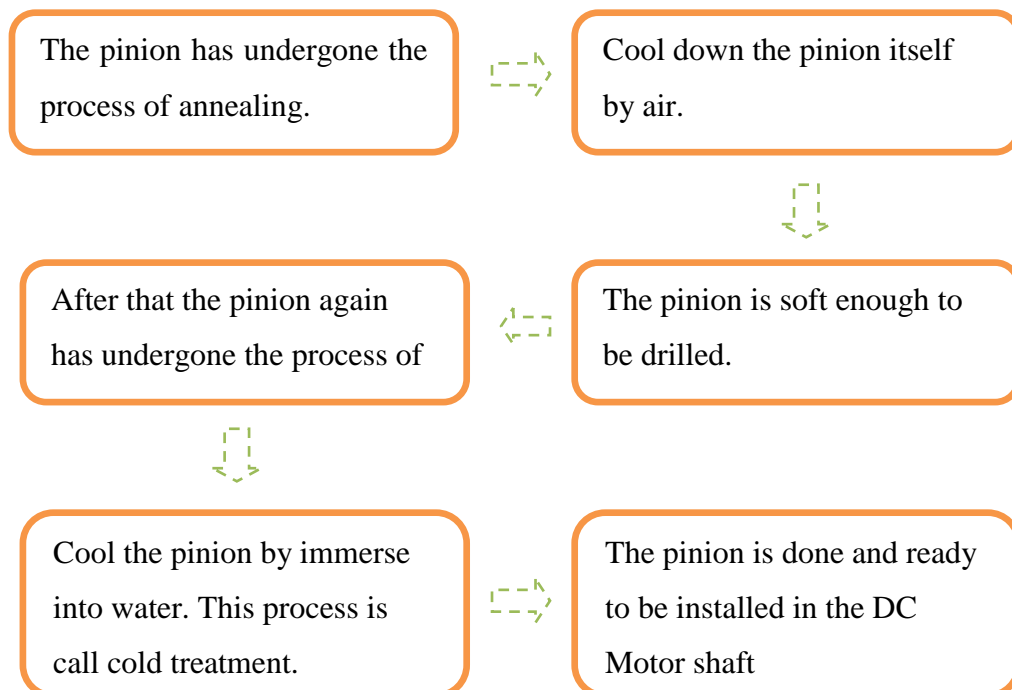 The pinion has undergone the
process of annealing.
Cool down the pinion itself
by air.
The pinion is soft enough to
be drilled.
After that the pinion again
has undergone the process of
Cool the pinion by immerse
into water. This process is
call cold treatment.
The pinion is done and ready
to be installed in the DC
Motor shaft